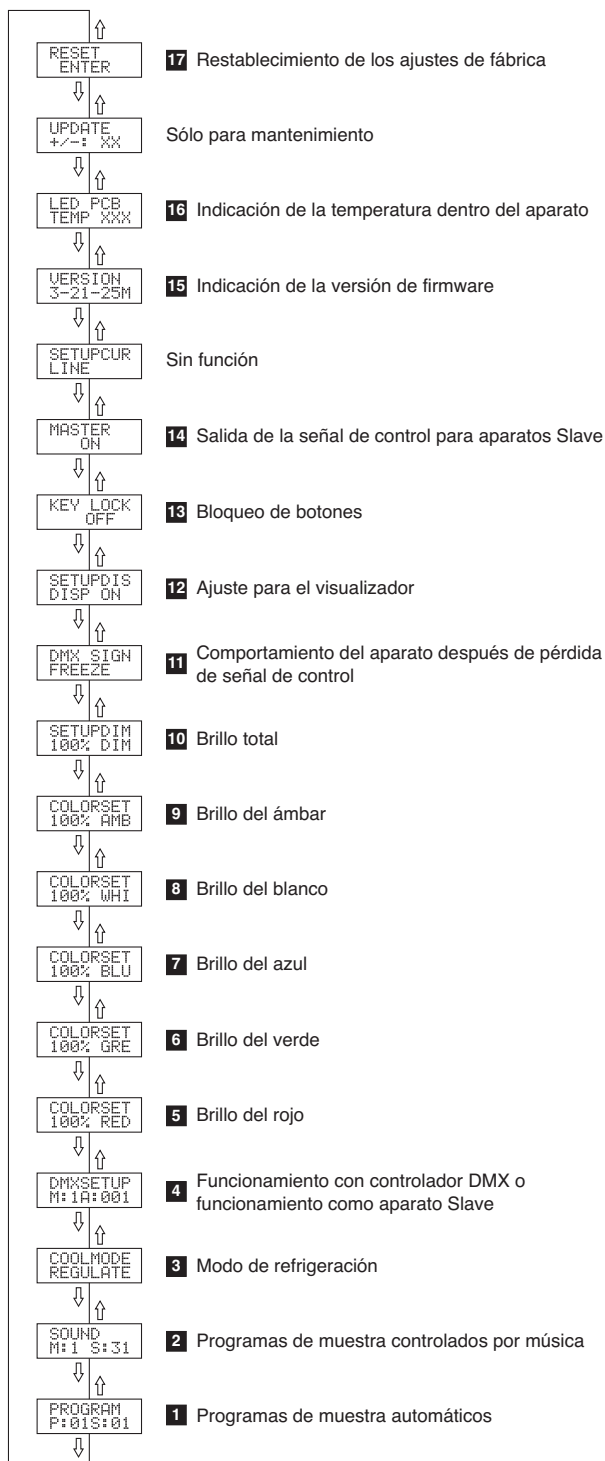 RESET
ENTER
17 Restablecimiento de los ajustes de fábrica
UPDATE
+/-: XX
Sólo para mantenimiento
LED PCB
TEMP XXX
16 Indicación de la temperatura dentro del aparato
VERSION
3-21-25M
15 Indicación de la versión de firmware
SETUPCUR
LINE
Sin función
MASTER
ON
14 Salida de la señal de control para aparatos Slave
KEY LOCK
OFF
13 Bloqueo de botones
SETUPDIS
DISP ON
12 Ajuste para el visualizador
DMX SIGN
FREEZE
11 Comportamiento del aparato después de pérdida
de señal de control
SETUPDIM
100% DIM
10 Brillo total
COLORSET
100% AMB
9 Brillo del ámbar
COLORSET
100% WHI
8 Brillo del blanco
COLORSET
100% BLU
7 Brillo del azul
COLORSET
100% GRE
6 Brillo del verde
COLORSET
100% RED
5 Brillo del rojo
DMXSETUP
M:1A:001
4 Funcionamiento con controlador DMX o
funcionamiento como aparato Slave
COOLMODE
REGULATE
3 Modo de refrigeración
SOUND
M:1 S:31
2 Programas de muestra controlados por música
PROGRAM
P:01S:01
1 Programas de muestra automáticos